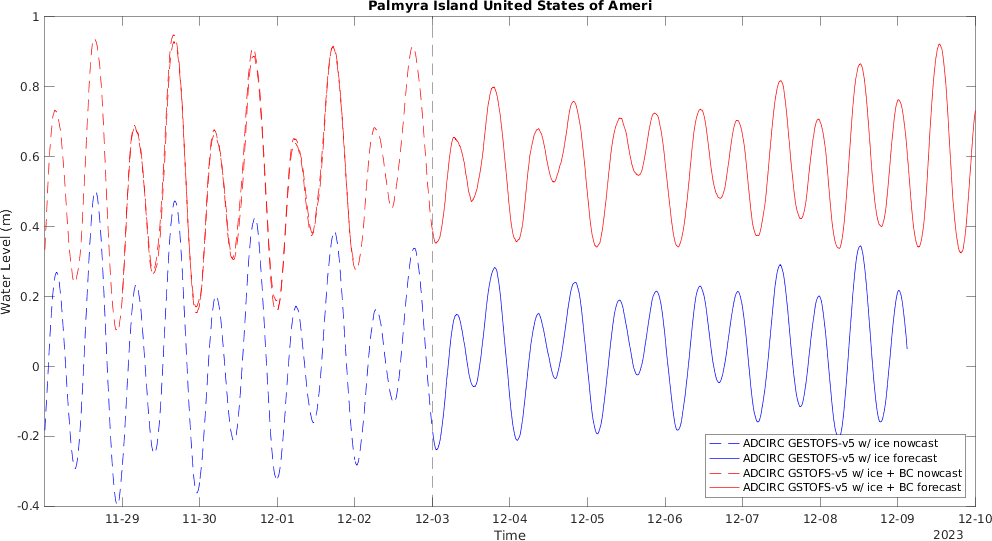 Palmyra Island United States of Ameri
1
0.8
0.6
0.4
0.2
0
-0.2
-0.4
Water Level (m)
ADCIRC GESTOFS-v5 w/ ice nowcast
ADCIRC GESTOFS-v5 w/ ice forecast
ADCIRC GSTOFS-v5 w/ ice + BC nowcast
ADCIRC GSTOFS-v5 w/ ice + BC forecast
11-29 11-30 12-01 12-02 12-03 12-04 12-05 12-06 12-07 12-08 12-09 12-10
Time
2023